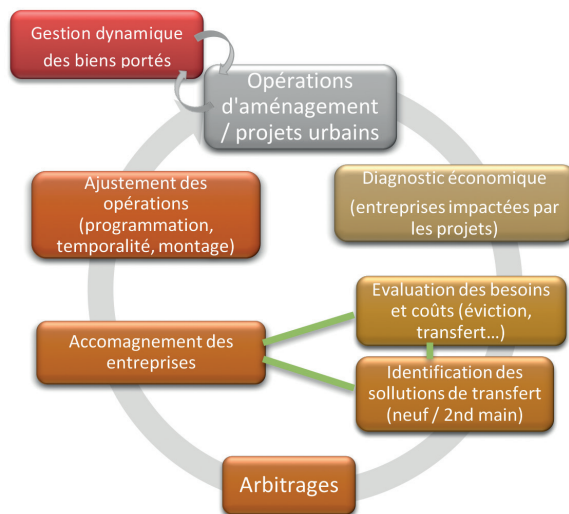 Gestion dynamique
des biens portés
Opérations
d'aménagement
/ projets urbains
Diagnostic économique
(entreprises impactées par
les projets)
Evaluation des besoins
et coûts (éviction,
transfert...)
Identification des
sollutions de transfert
(neuf / 2nd main)
Arbitrages
Accomagnement des
entreprises
Ajustement des
opérations
(programmation,
temporalité, montage)